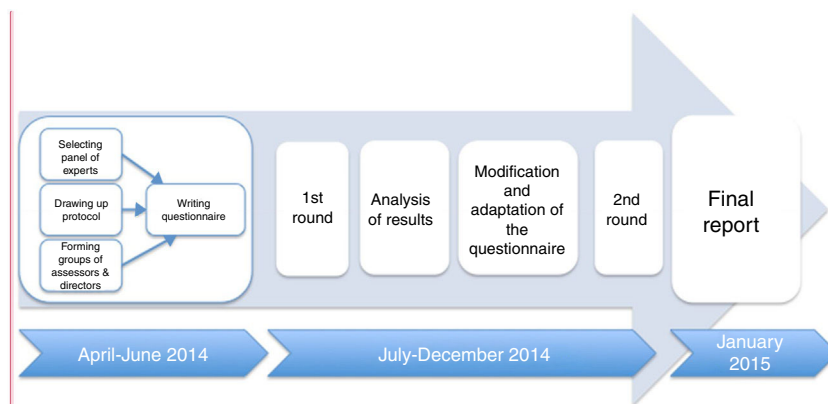 Selecting
panel of
experts
Drawing up
protocol
Forming
groups of
assessors &
directors
Writing
questionnaire
1st
round
Analysis
of results
Modification
and
adaptation of
the
questionnaire
2nd
round
Final
report
April-June 2014
July-December 2014
January
2015